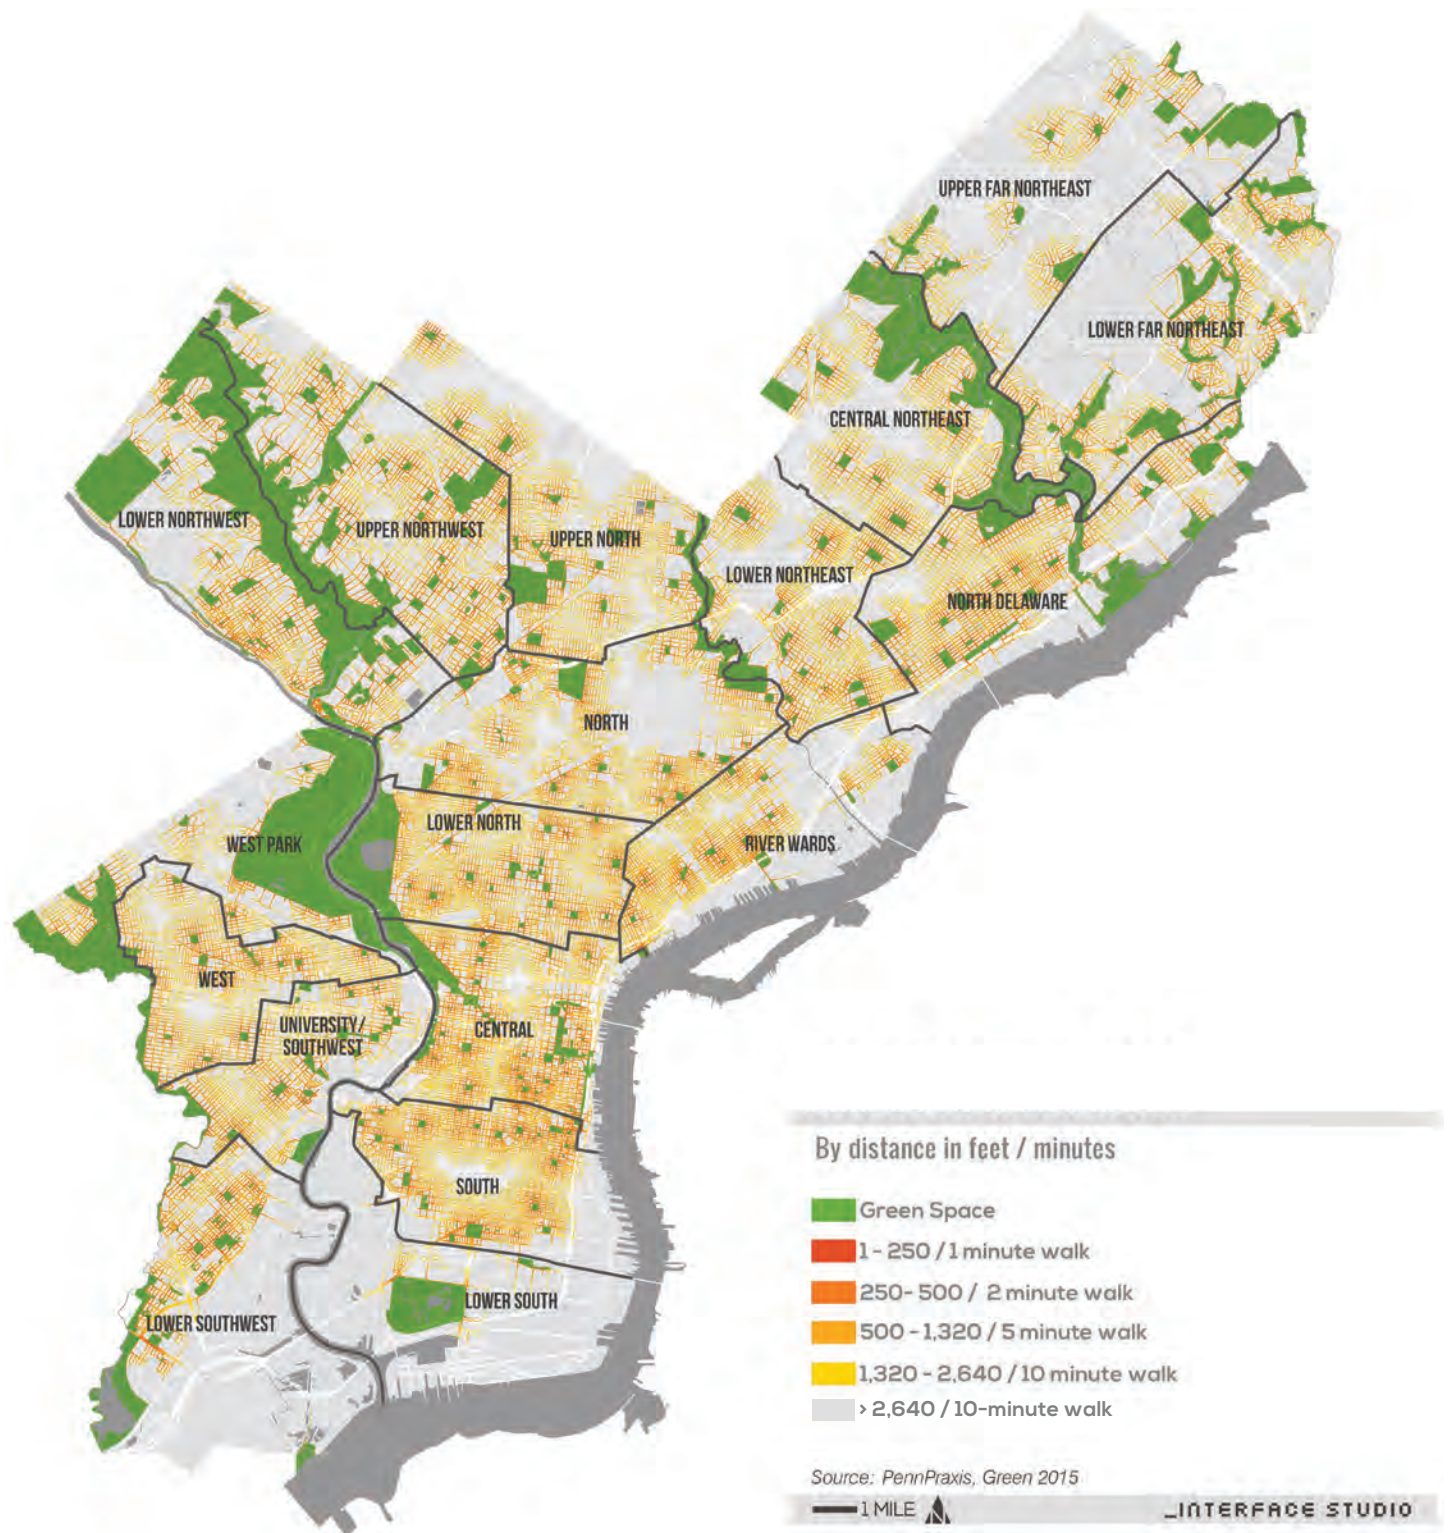 UPPER FAR NORTHEAST
LOWER FAR NORTHEAST
CENTRAL NORTHEAST
LOWER NORTHWEST
UPPER NORTHWEST
UPPER NORTH
LOWER NORTHEAST
NORTH DELAWARE
NORTH
LOWER NORTH
WEST PARK
RIVER WARDS
WEST
UNIVERSITY/
SOUTHWEST
CENTRAL
SOUTH
LOWER SOUTH
LOWER SOUTHWEST
By distance in feet / minutes
Green Space
1 - 250 / 1 minute walk
250- 500 / 2 minute walk
500 - 1,320 / 5 minute walk
1,320 - 2,640 / 10 minute walk
> 2,640 / 10-minute walk
Source: PennPraxis, Green 2015
1 MILE
_INTERFACE STUDIO